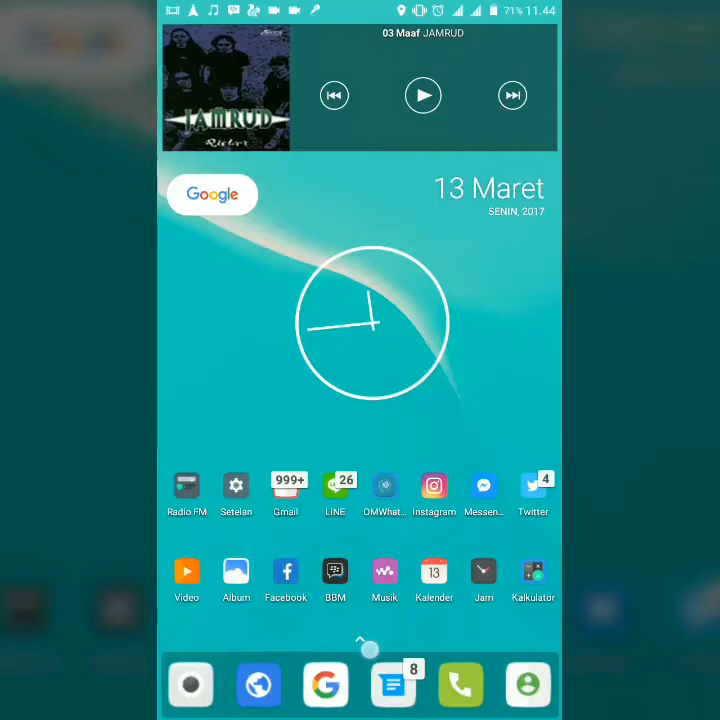 71% 11.44
03 Maaf JAMRUD
JAMRUD
Google
13 Maret
SENIN, 2017
999+ 26 4
Radio FM Setelan Gmail LINE OMWhat... Instagram Messen... Twitter
13
Video Album Facebook BBM Musik Kalender Jam Kalkulator
8